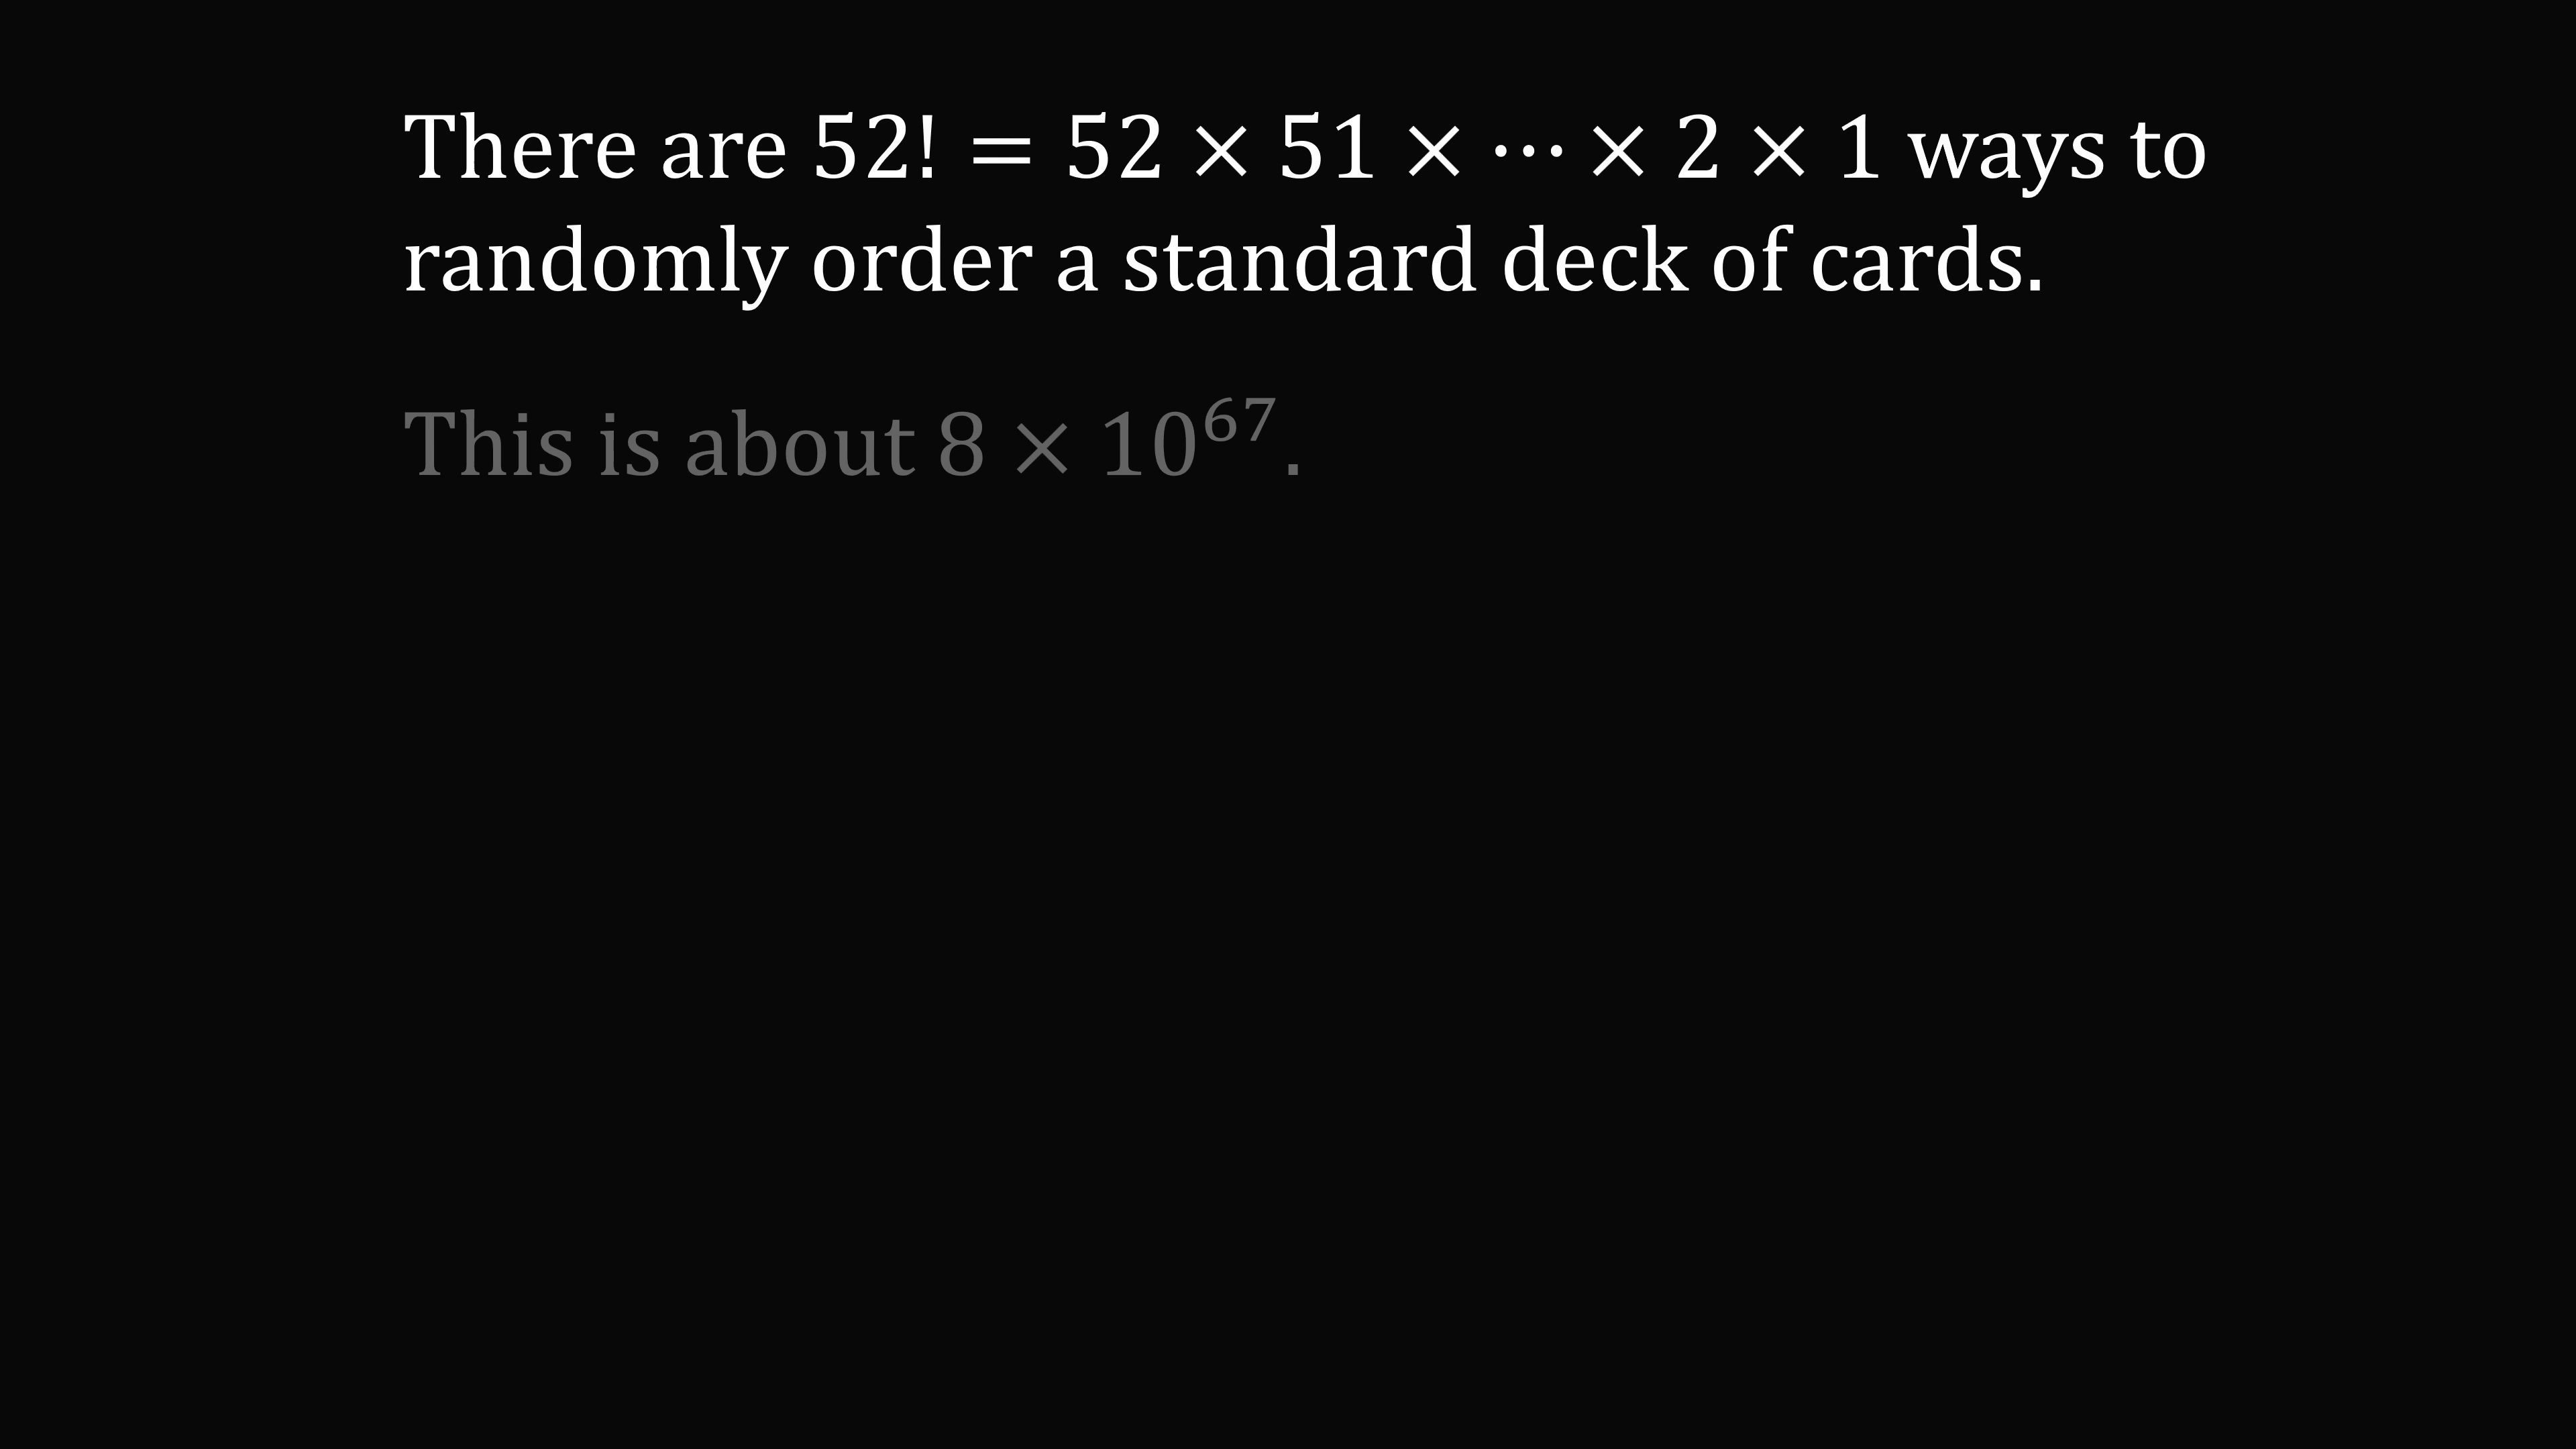 There are 52! = 52 × 51 × ⋯ × 2 × 1 ways to
randomly order a standard deck of cards.
This is about 8 × 10⁶⁷.